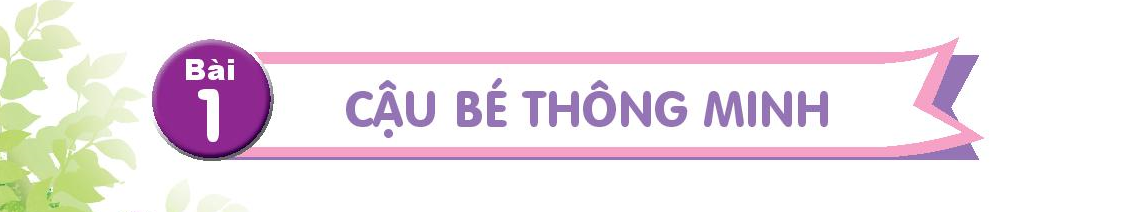 Bài
1
CẬU BÉ THÔNG MINH